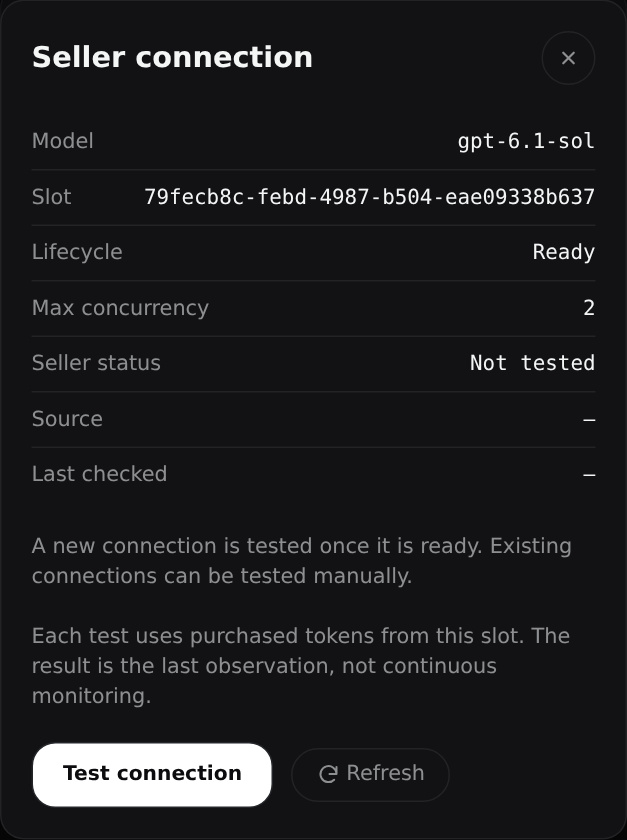 Seller connection
Model gpt-6.1-sol
Slot 79fecb8c-febd-4987-b504-eae09338b637
Lifecycle Ready
Max concurrency 2
Seller status Not tested
Source —
Last checked —
A new connection is tested once it is ready. Existing
connections can be tested manually.
Each test uses purchased tokens from this slot. The
result is the last observation, not continuous
monitoring.
Test connection Refresh